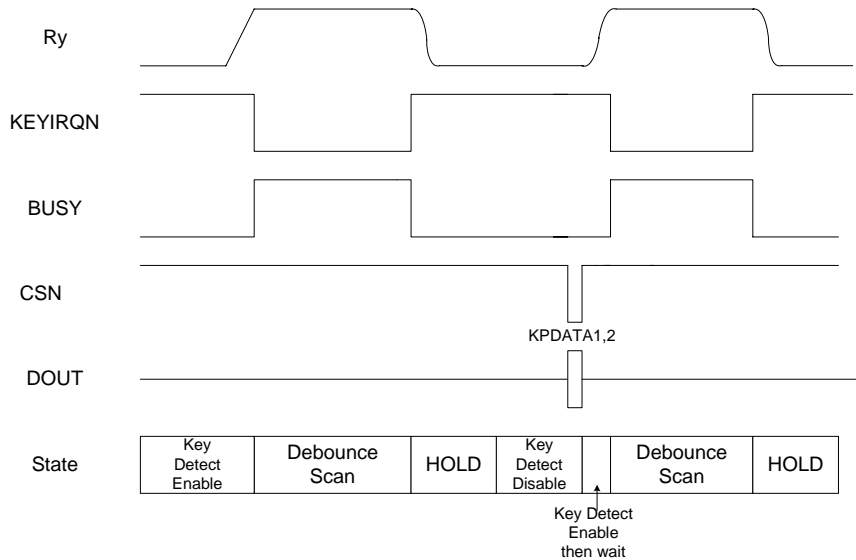 Ry
KEYIRQN
BUSY
CSN
KPDATA1,2
DOUT
State
Key
Detect
Enable
Debounce
Scan
HOLD
Key
Detect
Disable
Debounce
Scan
HOLD
Key Detect
Enable
then wait